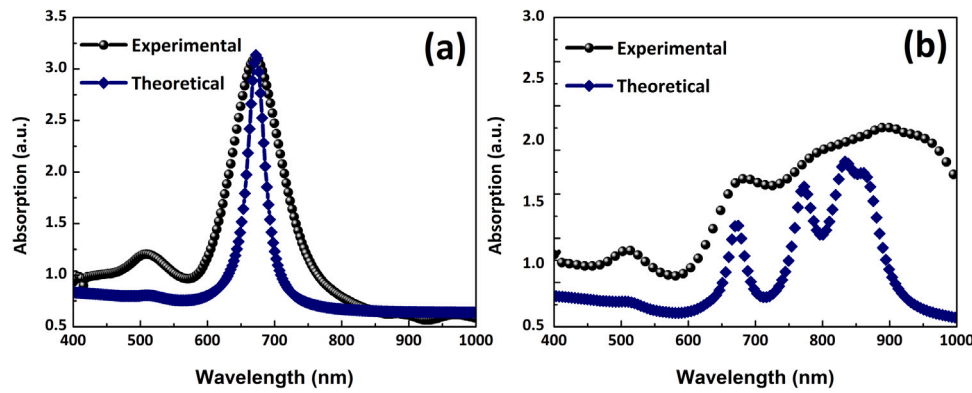 (a)
Experimental
Theoretical
Absorption (a.u.)
3.5
3.0
2.5
2.0
1.5
1.0
0.5
400 500 600 700 800 900 1000
Wavelength (nm)
(b)
Experimental
Theoretical
Absorption (a.u.)
3.0
2.5
2.0
1.5
1.0
0.5
400 500 600 700 800 900 1000
Wavelength (nm)